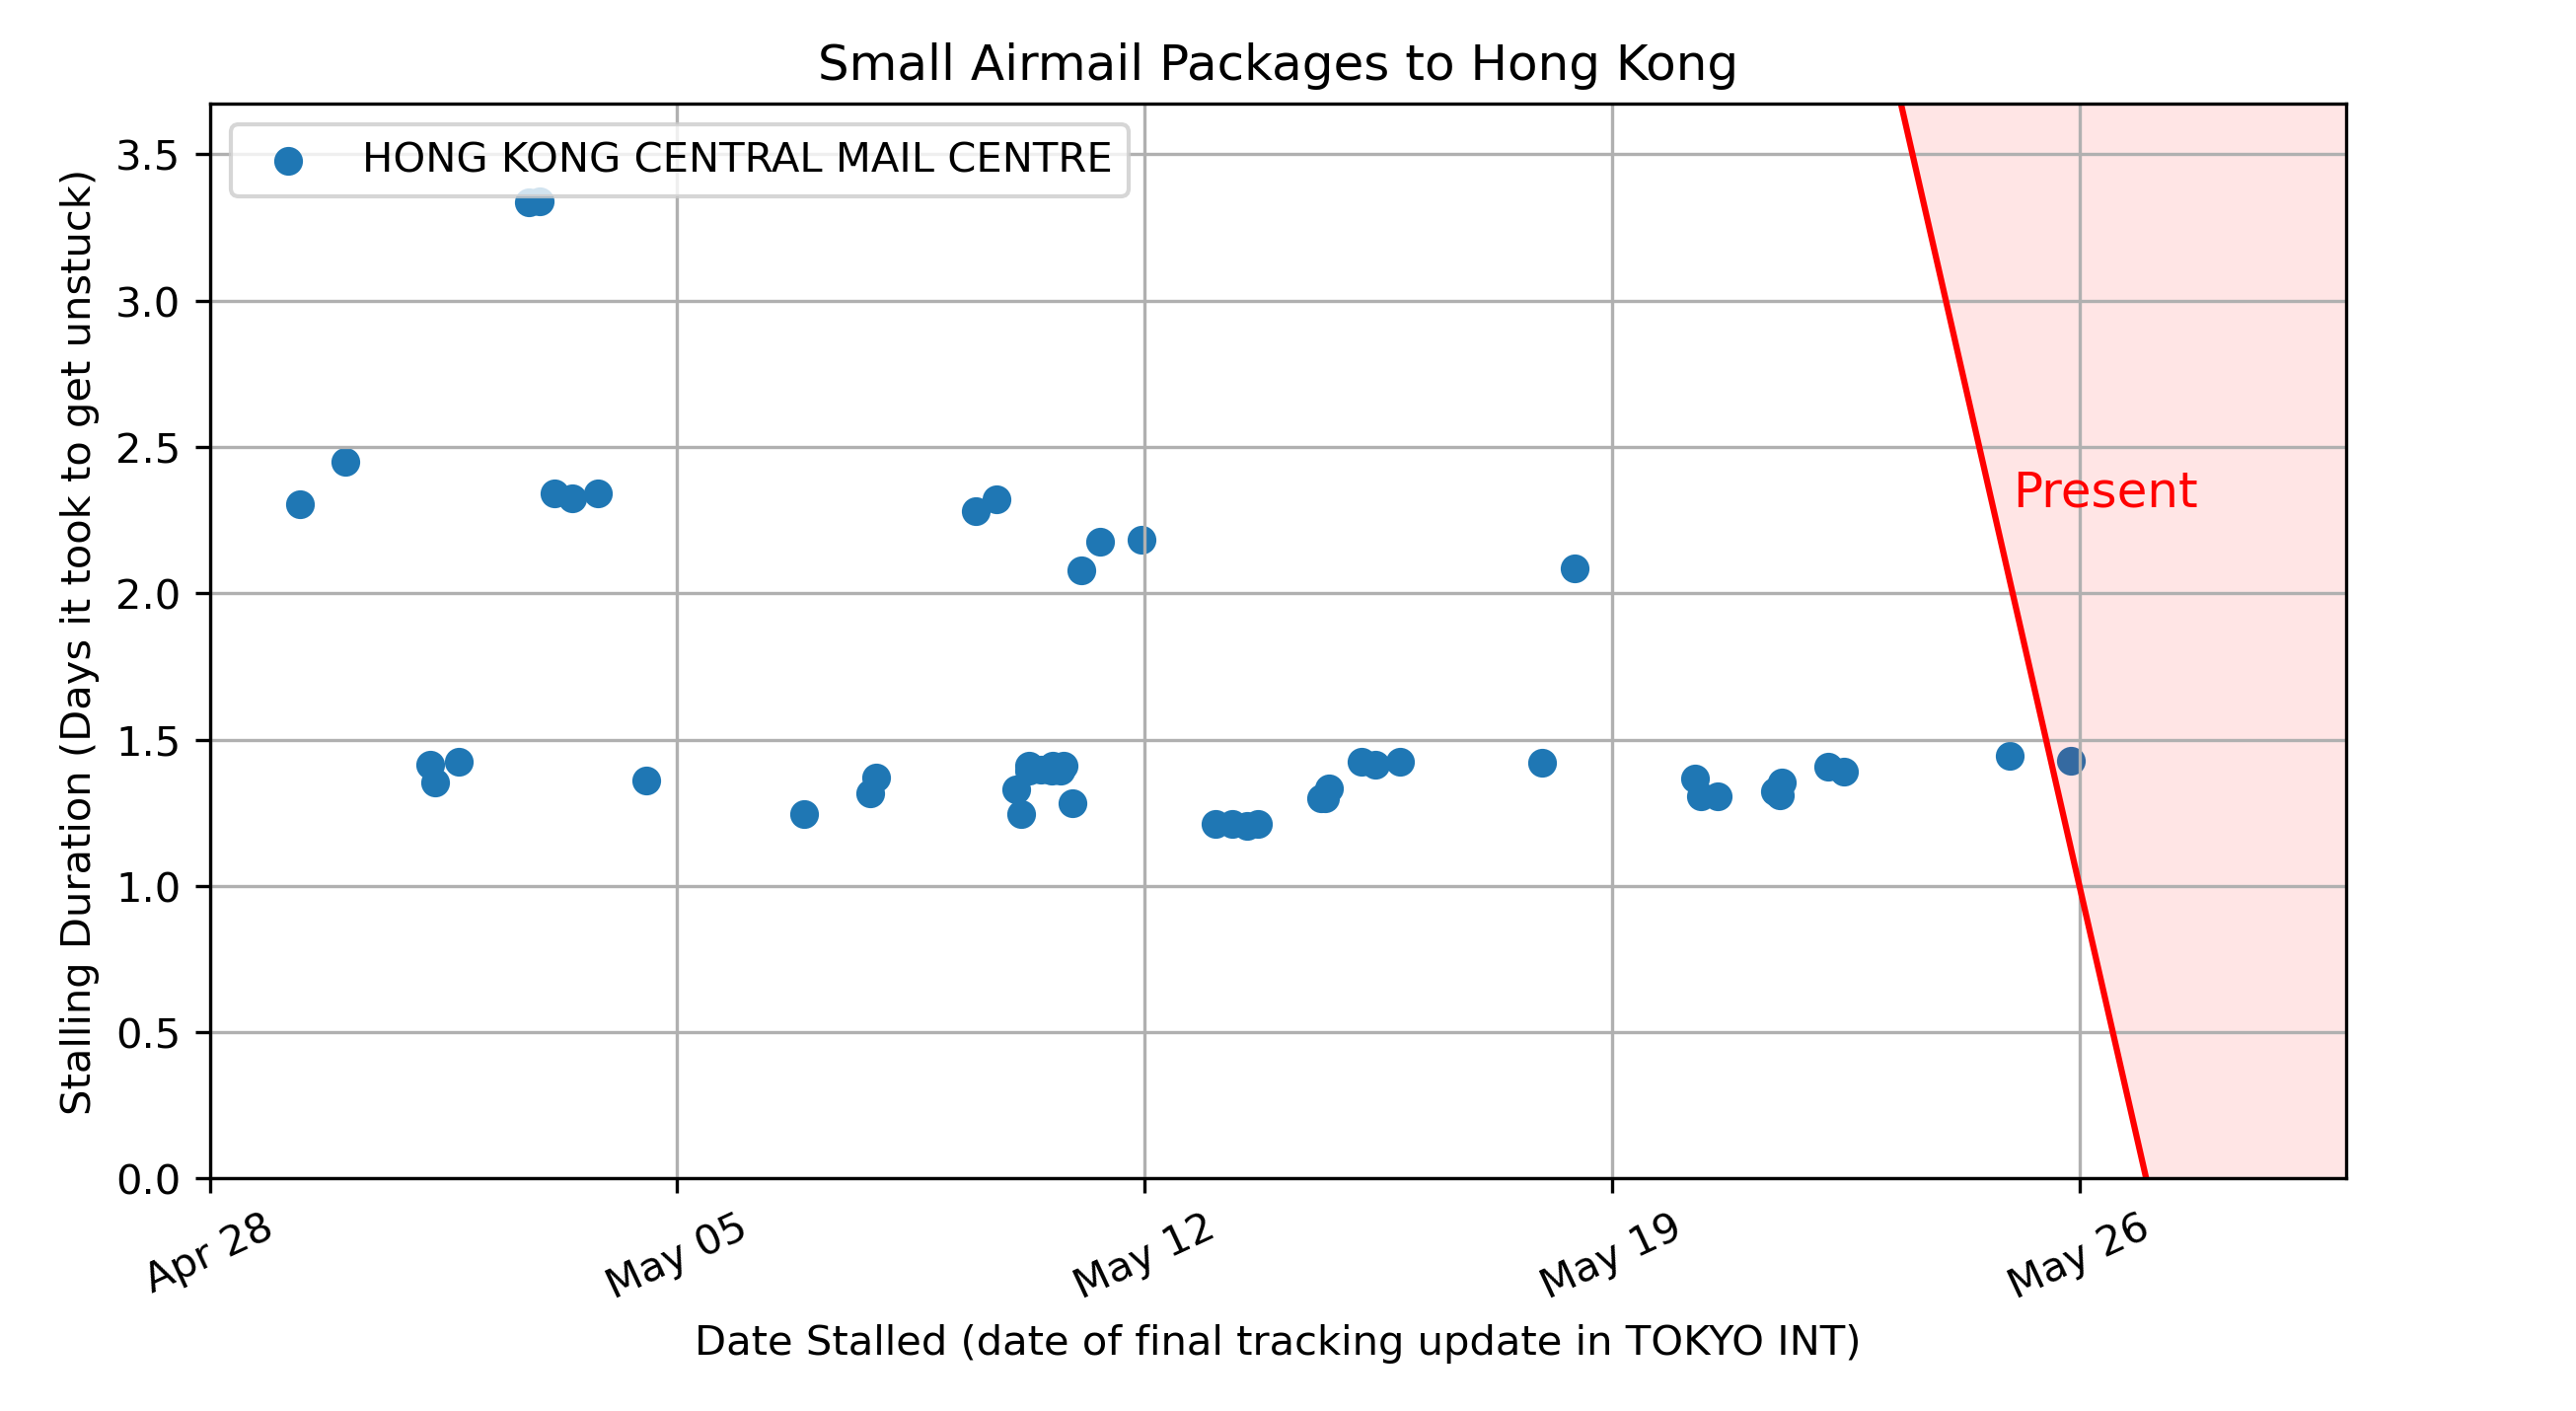 Small Airmail Packages to Hong Kong
HONG KONG CENTRAL MAIL CENTRE
Stalling Duration (Days it took to get unstuck)
3.5
3.0
2.5
2.0
1.5
1.0
0.5
0.0
Present
Apr 28
May 05
May 12
May 19
May 26
Date Stalled (date of final tracking update in TOKYO INT)